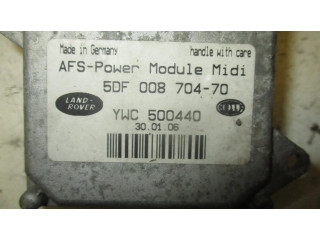 Made in Germany handle with care
AFS-Power Module Midi
5DF 008 704-70
LAND-ROVER
YWC 500440
30.01.06